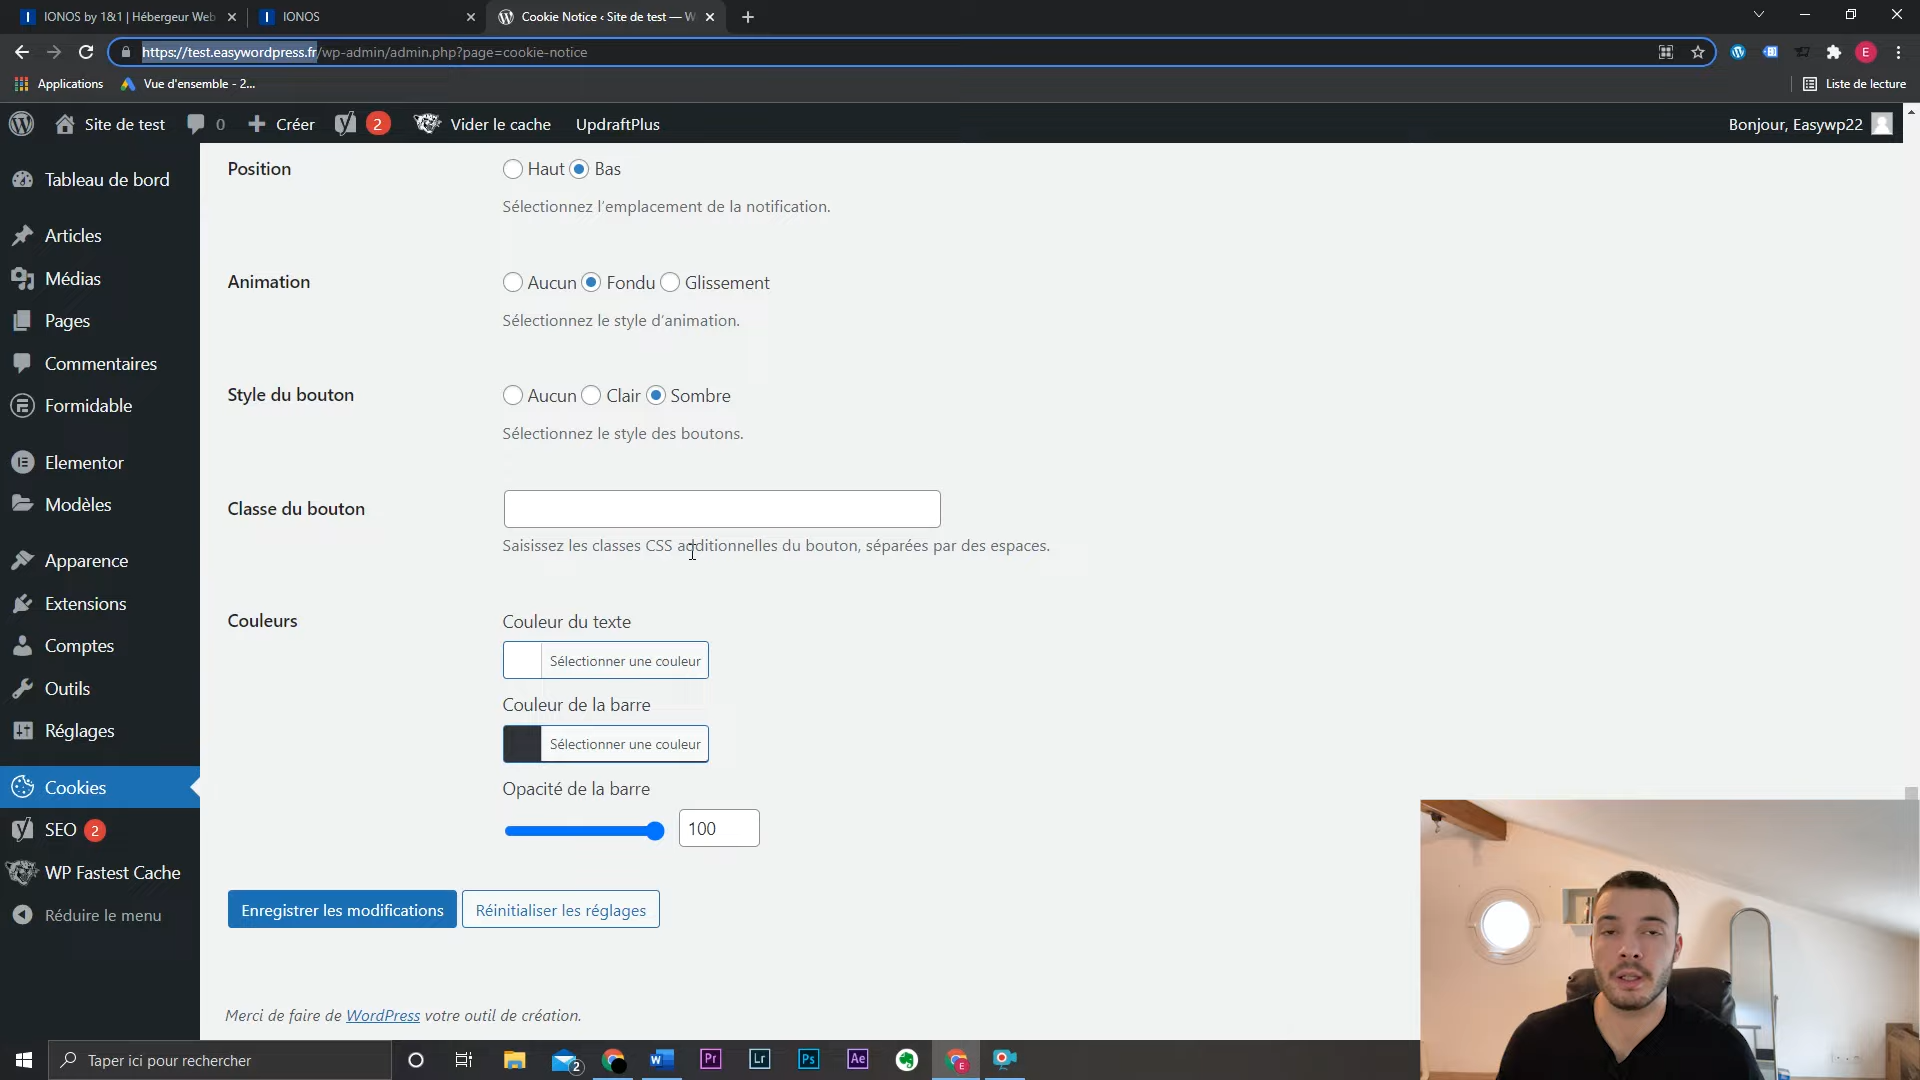 IONOS by 1&1 | Hébergeur Web
IONOS
Cookie Notice ‹ Site de test — W
https://test.easywordpress.fr/wp-admin/admin.php?page=cookie-notice
E
Applications
Vue d'ensemble - 2...
Liste de lecture
Site de test
0
Créer
2
Vider le cache
UpdraftPlus
Bonjour, Easywp22
Tableau de bord
Articles
Médias
Pages
Commentaires
Formidable
Elementor
Modèles
Apparence
Extensions
Comptes
Outils
Réglages
Cookies
SEO 2
WP Fastest Cache
Réduire le menu
Position
Haut Bas
Sélectionnez l’emplacement de la notification.
Animation
Aucun Fondu Glissement
Sélectionnez le style d’animation.
Style du bouton
Aucun Clair Sombre
Sélectionnez le style des boutons.
Classe du bouton
Saisissez les classes CSS additionnelles du bouton, séparées par des espaces.
Couleurs
Couleur du texte
Sélectionner une couleur
Couleur de la barre
Sélectionner une couleur
Opacité de la barre
100
Enregistrer les modifications
Réinitialiser les réglages
Merci de faire de WordPress votre outil de création.
Taper ici pour rechercher
2
W
Pr
Lr
Ps
Ae
E